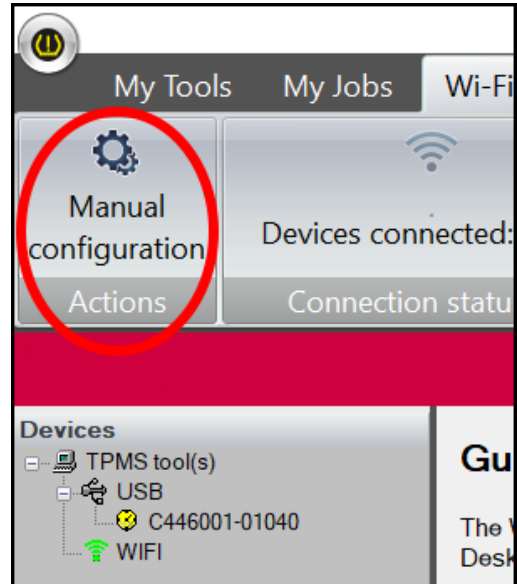 My Tools My Jobs Wi-Fi
Manual
configuration
Devices connected:
Actions
Connection statu
Devices
TPMS tool(s)
USB
C446001-01040
WIFI
Gu
The
Desk